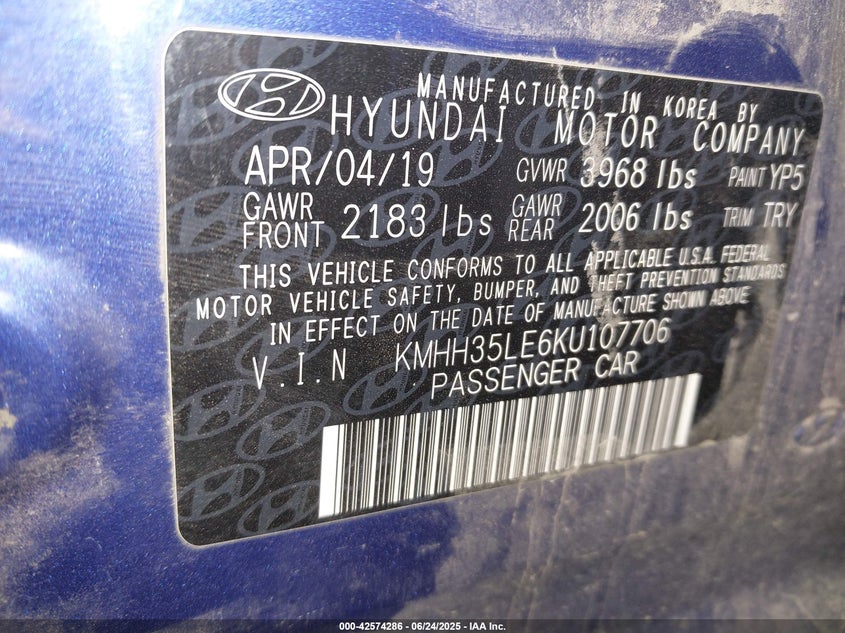 MANUFACTURED IN KOREA BY
HYUNDAI MOTOR COMPANY
APR/04/19 GVWR 3968 lbs PAINT YP5
GAWR FRONT 2183 lbs GAWR REAR 2006 lbs TRIM TRY
THIS VEHICLE CONFORMS TO ALL APPLICABLE U.S.A. FEDERAL
MOTOR VEHICLE SAFETY, BUMPER, AND THEFT PREVENTION STANDARDS
IN EFFECT ON THE DATE OF MANUFACTURE SHOWN ABOVE
V.I.N KMHH35LE6KU107706
PASSENGER CAR
000-42574286 - 06/24/2025 - IAA Inc.